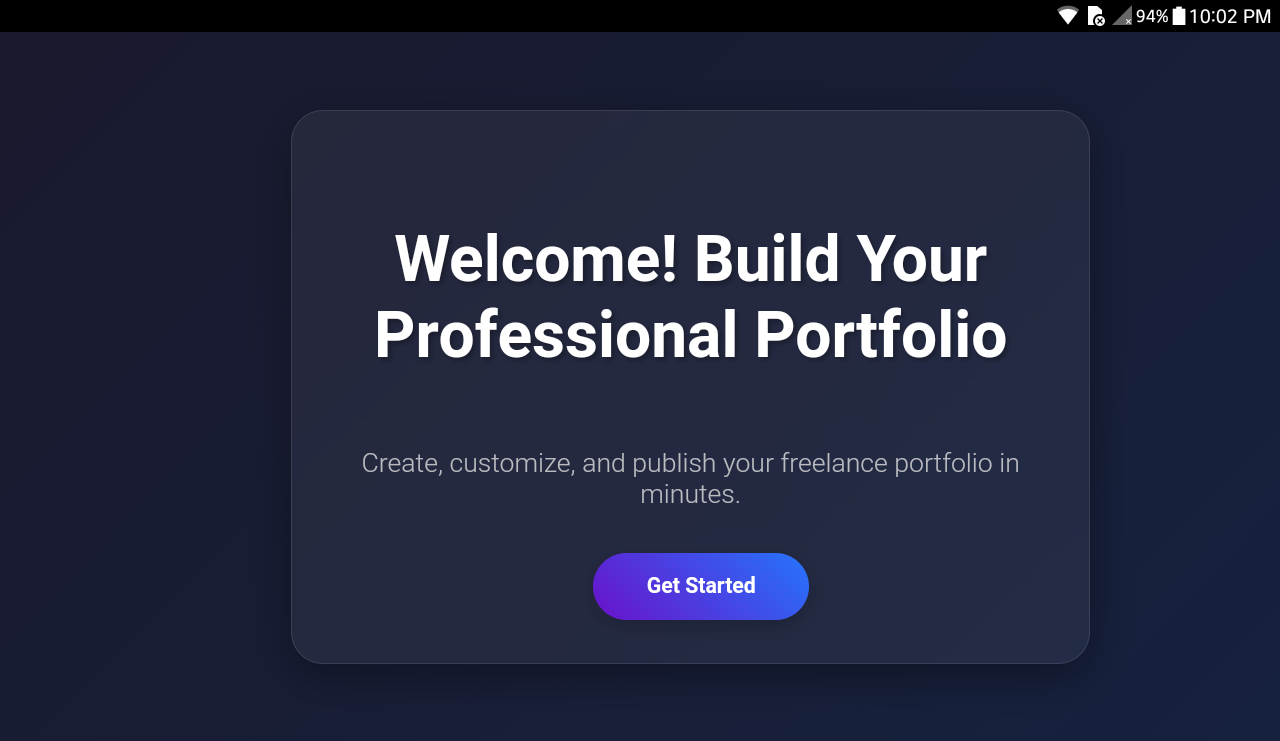 94% 10:02 PM
Welcome! Build Your
Professional Portfolio
Create, customize, and publish your freelance portfolio in
minutes.
Get Started